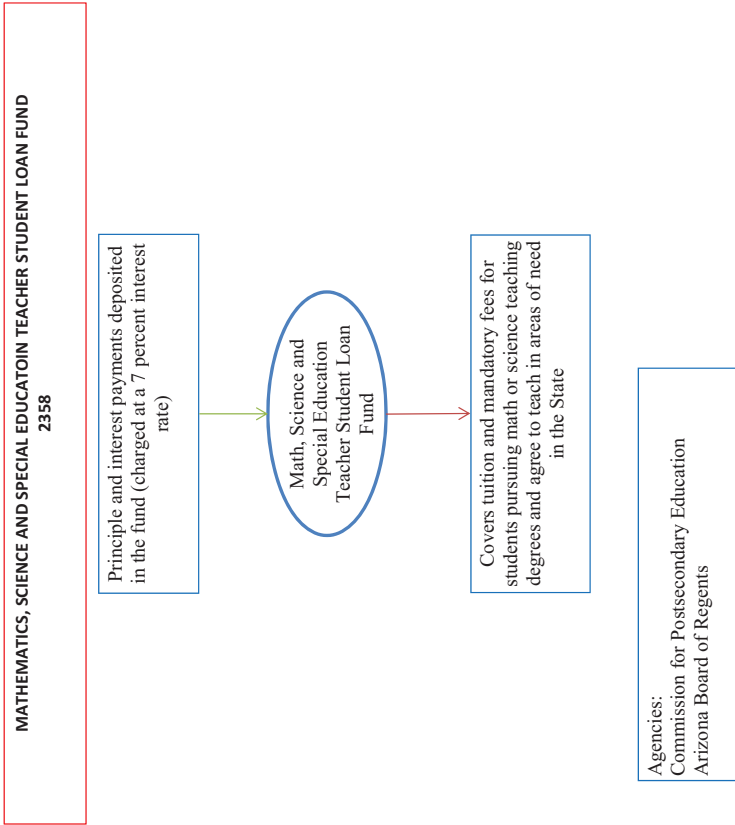 MATHEMATICS, SCIENCE AND SPECIAL EDUCATOIN TEACHER STUDENT LOAN FUND
2358
Principle and interest payments deposited
in the fund (charged at a 7 percent interest
rate)
Math, Science and
Special Education
Teacher Student Loan
Fund
Covers tuition and mandatory fees for
students pursuing math or science teaching
degrees and agree to teach in areas of need
in the State
Agencies:
Commission for Postsecondary Education
Arizona Board of Regents